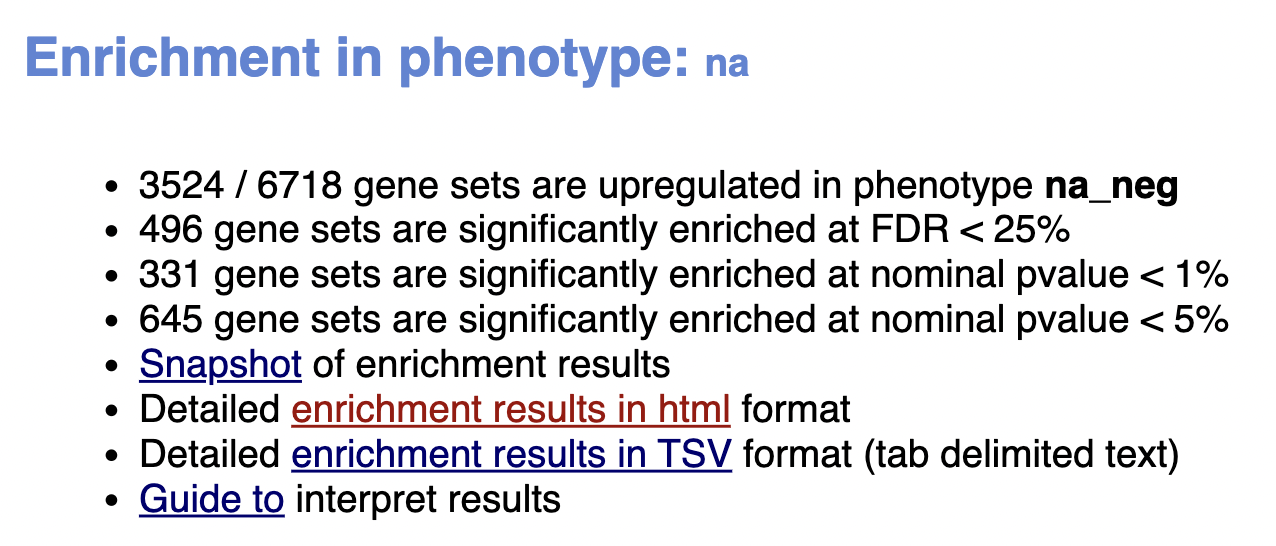 Enrichment in phenotype: na
• 3524 / 6718 gene sets are upregulated in phenotype na_neg
• 496 gene sets are significantly enriched at FDR < 25%
• 331 gene sets are significantly enriched at nominal pvalue < 1%
• 645 gene sets are significantly enriched at nominal pvalue < 5%
• Snapshot of enrichment results
• Detailed enrichment results in html format
• Detailed enrichment results in TSV format (tab delimited text)
• Guide to interpret results